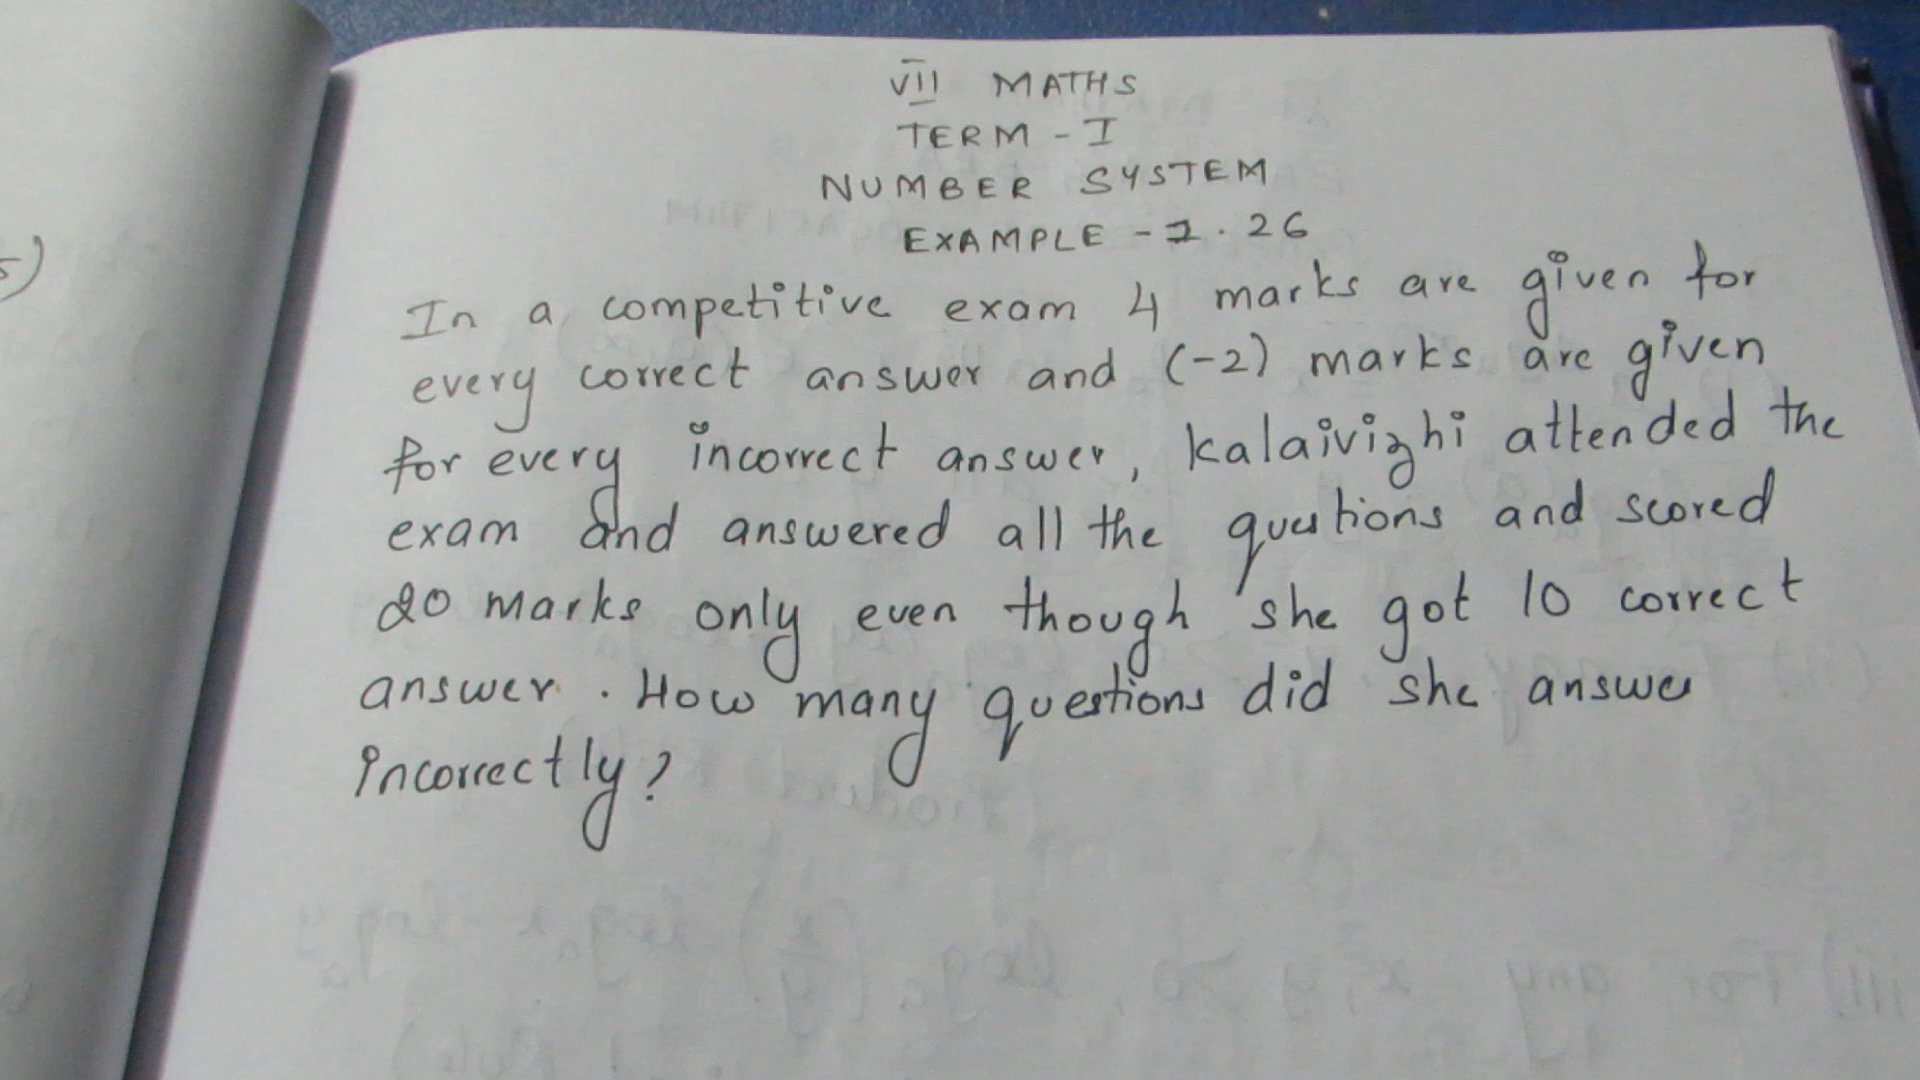 VII MATHS
TERM - I
NUMBER SYSTEM
EXAMPLE - 1.26
5)
In a competitive exam 4 marks are given for
every correct answer and (-2) marks are given
for every incorrect answer, kalaivizhi attended the
exam and answered all the questions and scored
20 marks only even though she got 10 correct
answer. How many questions did she answer
incorrectly?